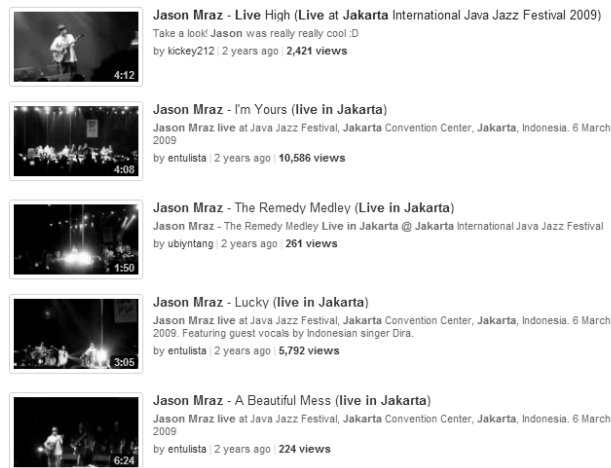 Jason Mraz - Live High (Live at Jakarta International Java Jazz Festival 2009)
Take a look! Jason was really really cool :D
by kickey212 | 2 years ago | 2,421 views
4:12
Jason Mraz - I'm Yours (live in Jakarta)
Jason Mraz live at Java Jazz Festival, Jakarta Convention Center, Jakarta, Indonesia. 6 March
2009
by entulista | 2 years ago | 10,586 views
4:08
Jason Mraz - The Remedy Medley (Live in Jakarta)
Jason Mraz - The Remedy Medley Live in Jakarta @ Jakarta International Java Jazz Festival
by ubiyntang | 2 years ago | 261 views
1:50
Jason Mraz - Lucky (live in Jakarta)
Jason Mraz live at Java Jazz Festival, Jakarta Convention Center, Jakarta, Indonesia. 6 March
2009. Featuring guest vocals by Indonesian singer Dira.
by entulista | 2 years ago | 5,792 views
3:05
Jason Mraz - A Beautiful Mess (live in Jakarta)
Jason Mraz live at Java Jazz Festival, Jakarta Convention Center, Jakarta, Indonesia. 6 March
2009
by entulista | 2 years ago | 224 views
6:24